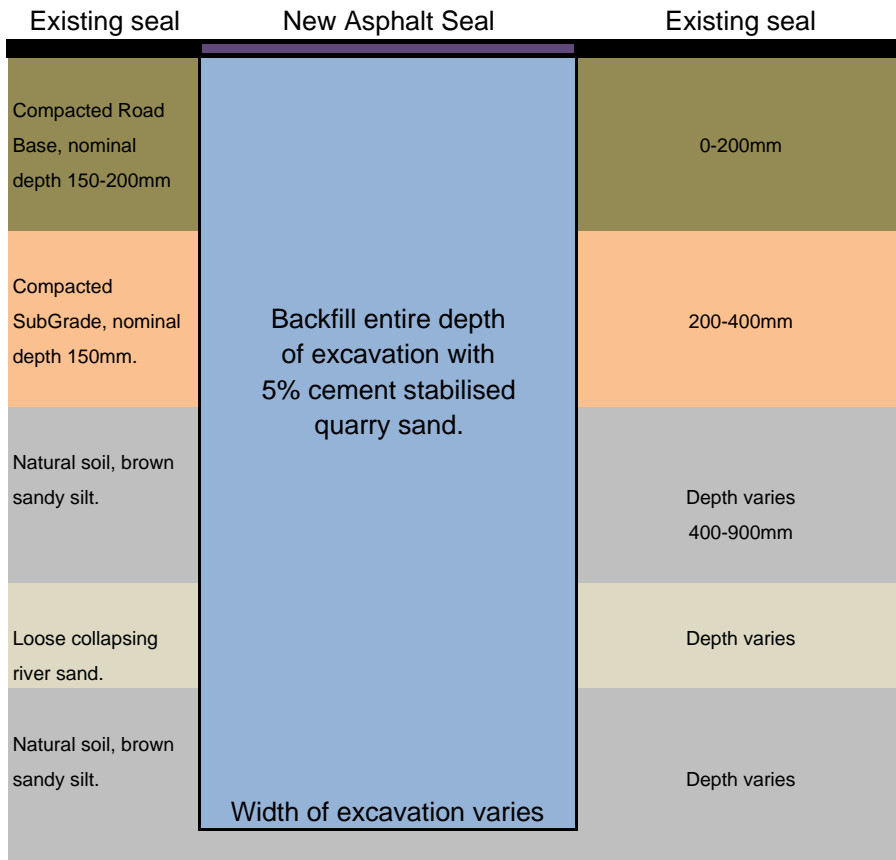 Existing seal
New Asphalt Seal
Existing seal
Compacted Road
Base, nominal
depth 150-200mm
0-200mm
Compacted
SubGrade, nominal
depth 150mm.
Backfill entire depth
of excavation with
5% cement stabilised
quarry sand.
200-400mm
Natural soil, brown
sandy silt.
Depth varies
400-900mm
Loose collapsing
river sand.
Depth varies
Natural soil, brown
sandy silt.
Depth varies
Width of excavation varies